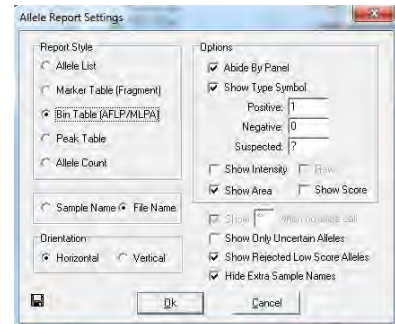 Allele Report Settings
Report Style
Allele List
Marker Table (Fragment)
Bin Table (AFLP/MLPA)
Peak Table
Allele Count
Sample Name File Name
Orientation
Horizontal Vertical
Options
Abide By Panel
Show Type Symbol
Positive: 1
Negative: 0
Suspected: ?
Show Intensity
Show Area Show Score
Show when no allele call
Show Only Uncertain Alleles
Show Rejected Low Score Alleles
Hide Extra Sample Names
Ok Cancel